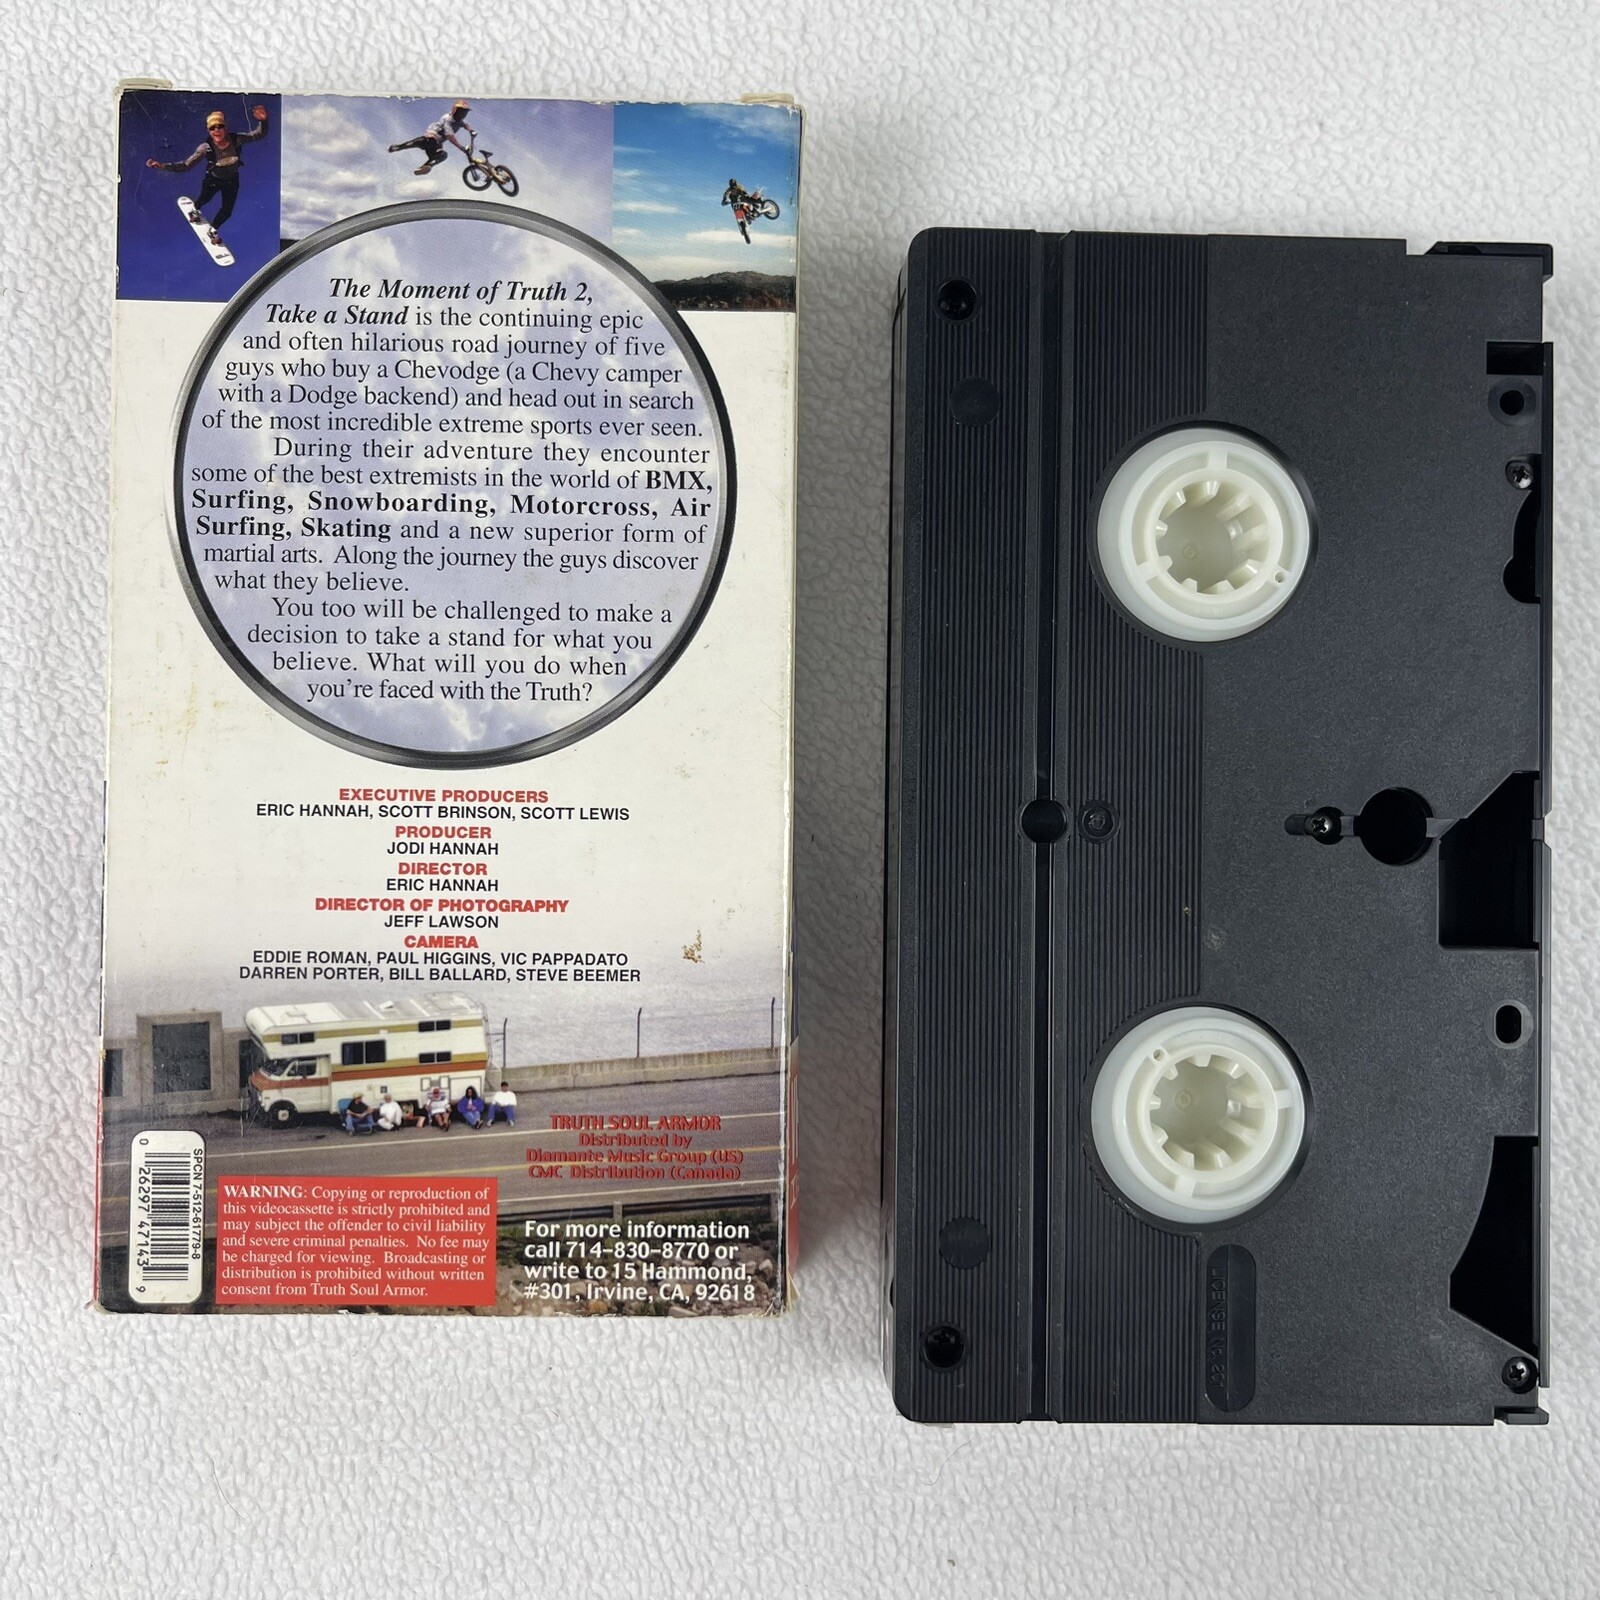 The Moment of Truth 2,
Take a Stand is the continuing epic
and often hilarious road journey of five
guys who buy a Chevodge (a Chevy camper
with a Dodge backend) and head out in search
of the most incredible extreme sports ever seen.
During their adventure they encounter
some of the best extremists in the world of BMX,
Surfing, Snowboarding, Motorcross, Air
Surfing, Skating and a new superior form of
martial arts. Along the journey the guys discover
what they believe.
You too will be challenged to make a
decision to take a stand for what you
believe. What will you do when
you're faced with the Truth?
EXECUTIVE PRODUCERS
ERIC HANNAH, SCOTT BRINSON, SCOTT LEWIS
PRODUCER
JODI HANNAH
DIRECTOR
ERIC HANNAH
DIRECTOR OF PHOTOGRAPHY
JEFF LAWSON
CAMERA
EDDIE ROMAN, PAUL HIGGINS, VIC PAPPADATO
DARREN PORTER, BILL BALLARD, STEVE BEEMER
TRUTH SOUL ARMOR
Distributed by
Diamante Music Group (US)
CMC Distribution (Canada)
SPCN 7-512-61779-8
0 26297 47143 9
WARNING: Copying or reproduction of
this videocassette is strictly prohibited and
may subject the offender to civil liability
and severe criminal penalties. No fee may
be charged for viewing. Broadcasting or
distribution is prohibited without written
consent from Truth Soul Armor.
For more information
call 714-830-8770 or
write to 15 Hammond,
#301, Irvine, CA, 92618
LICENSE